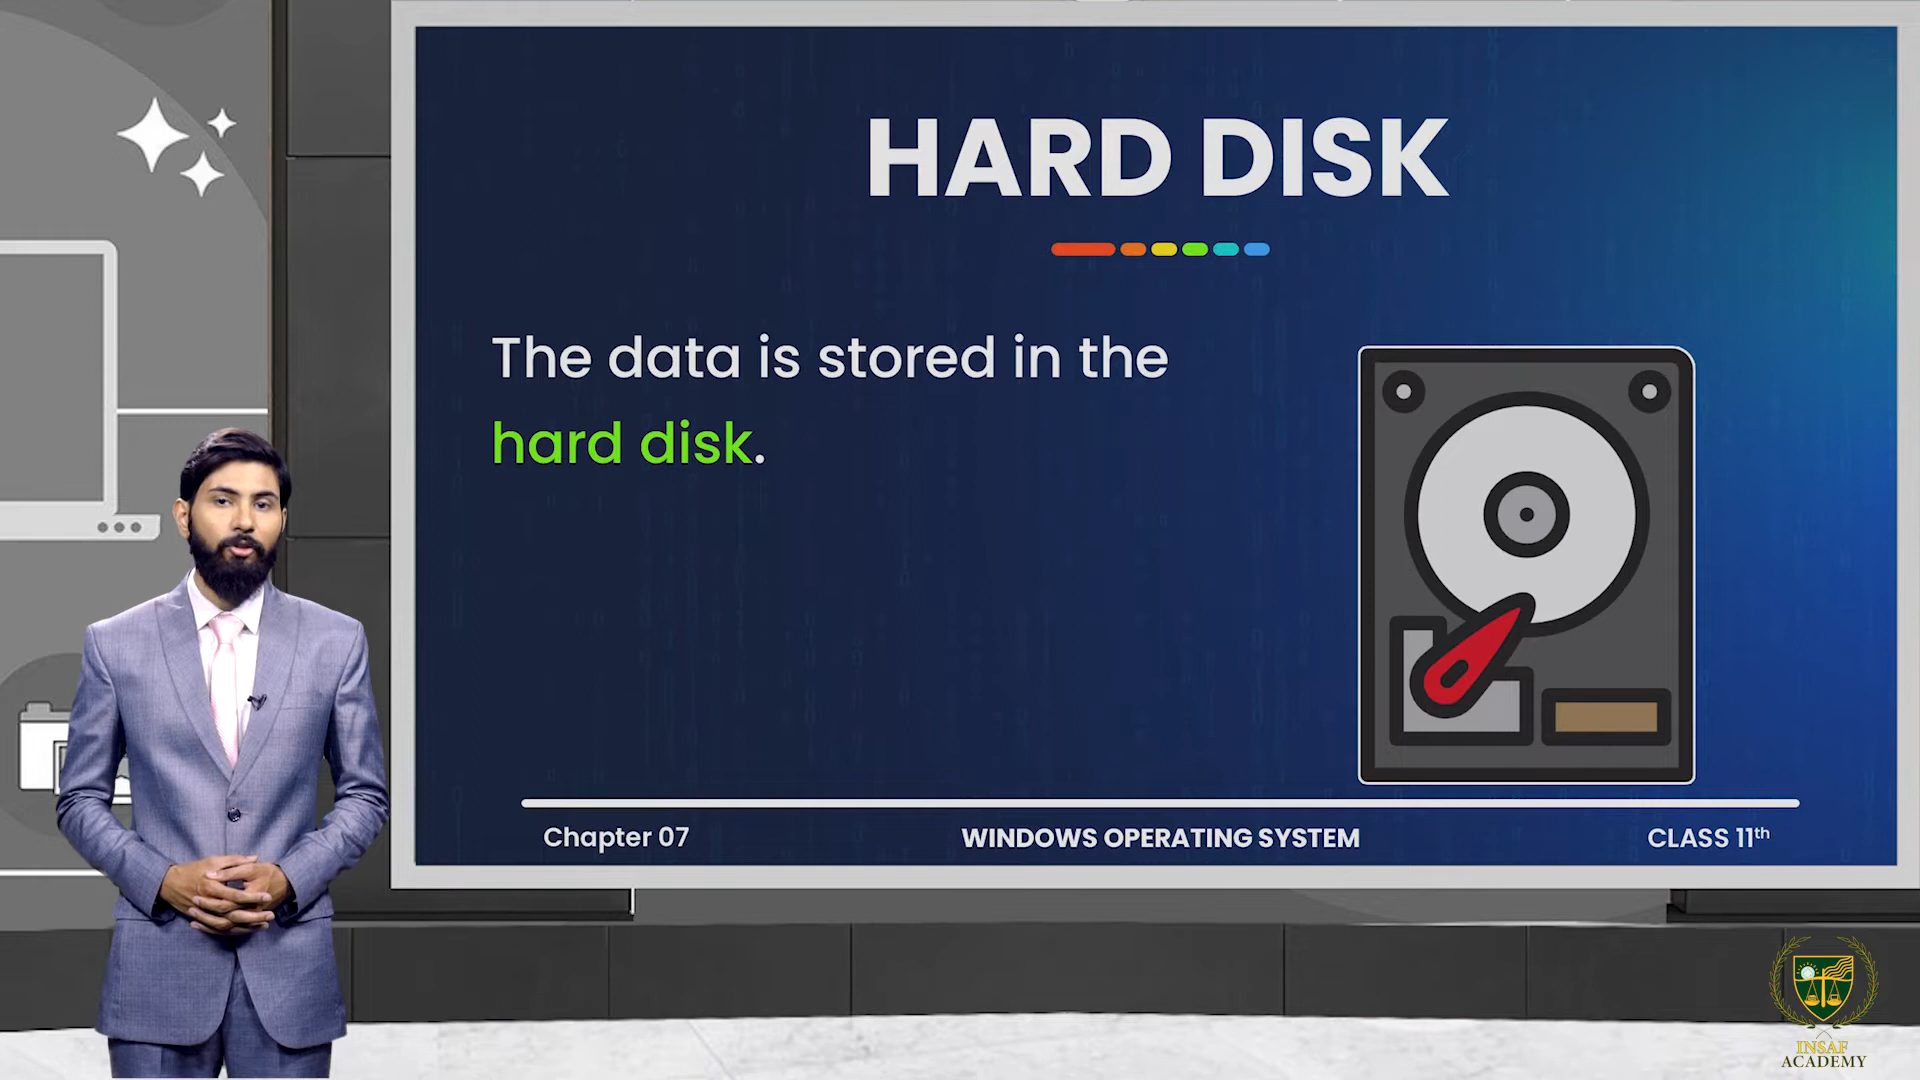 HARD DISK
The data is stored in the
hard disk.
Chapter 07
WINDOWS OPERATING SYSTEM
CLASS 11th
INSAF
ACADEMY